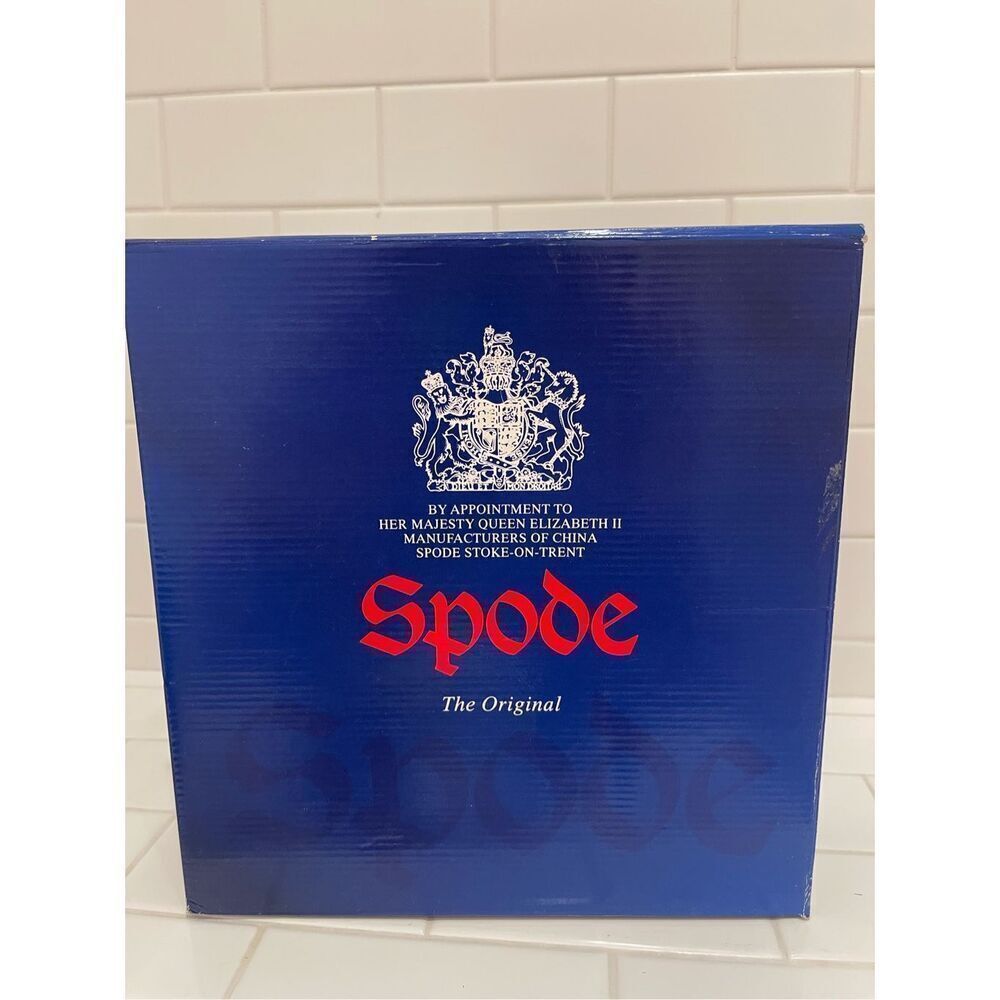 DIEU ET MON DROIT
BY APPOINTMENT TO
HER MAJESTY QUEEN ELIZABETH II
MANUFACTURERS OF CHINA
SPODE STOKE-ON-TRENT
Spode
The Original
Spode